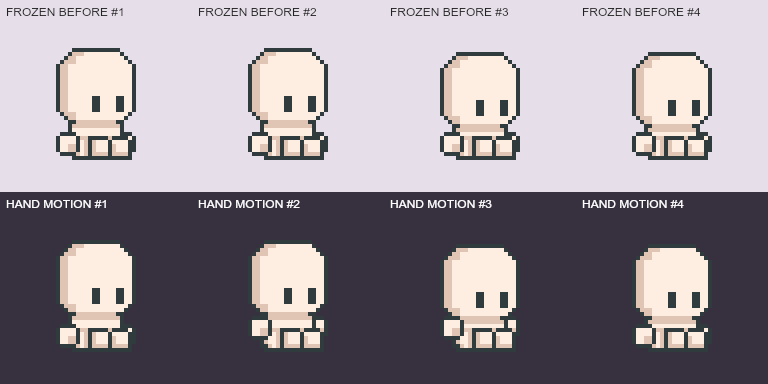 FROZEN BEFORE #1
FROZEN BEFORE #2
FROZEN BEFORE #3
FROZEN BEFORE #4
HAND MOTION #1
HAND MOTION #2
HAND MOTION #3
HAND MOTION #4